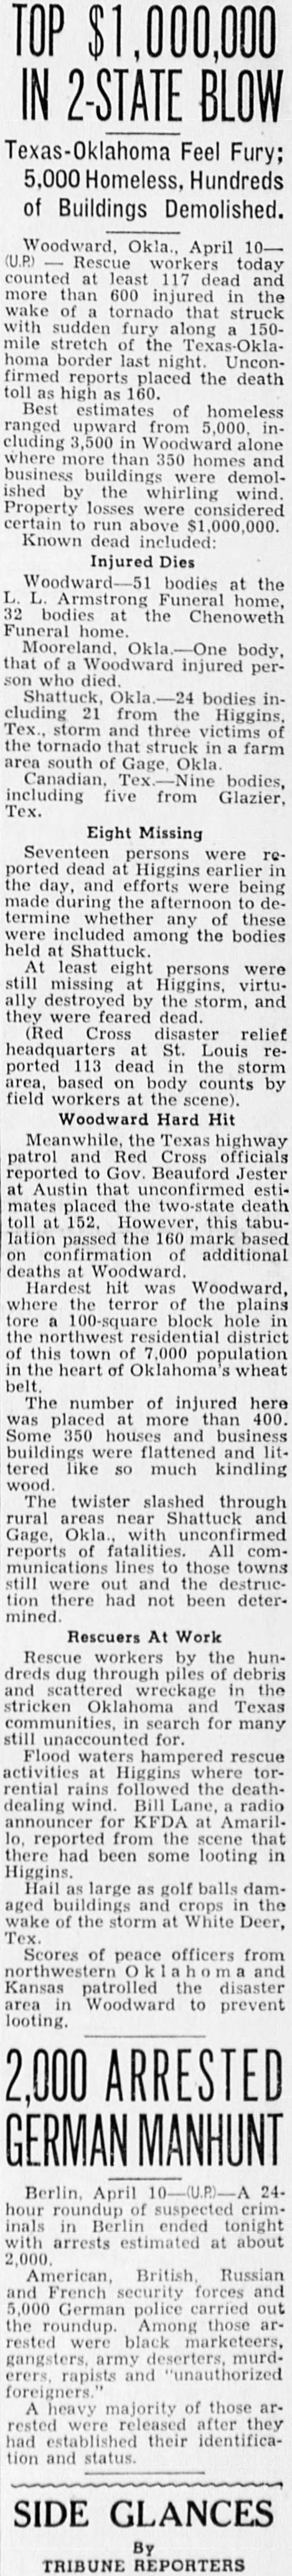 TOP $1,000,000
IN 2-STATE BLOW
Texas-Oklahoma Feel Fury;
5,000 Homeless, Hundreds
of Buildings Demolished.
Woodward, Okla., April 10—
(U.P.) — Rescue workers today
counted at least 117 dead and
more than 600 injured in the
wake of a tornado that struck
with sudden fury along a 150-
mile stretch of the Texas-Okla-
homa border last night. Uncon-
firmed reports placed the death
toll as high as 160.
Best estimates of homeless
ranged upward from 5,000, in-
cluding 3,500 in Woodward alone
where more than 350 homes and
business buildings were demol-
ished by the whirling wind.
Property losses were considered
certain to run above $1,000,000.
Known dead included:
Injured Dies
Woodward—51 bodies at the
L. L. Armstrong Funeral home,
32 bodies at the Chenoweth
Funeral home.
Mooreland, Okla.—One body,
that of a Woodward injured per-
son who died.
Shattuck, Okla.—24 bodies in-
cluding 21 from the Higgins,
Tex., storm and three victims of
the tornado that struck in a farm
area south of Gage, Okla.
Canadian, Tex.—Nine bodies,
including five from Glazier,
Tex.
Eight Missing
Seventeen persons were re-
ported dead at Higgins earlier in
the day, and efforts were being
made during the afternoon to de-
termine whether any of these
were included among the bodies
held at Shattuck.
At least eight persons were
still missing at Higgins, virtu-
ally destroyed by the storm, and
they were feared dead.
(Red Cross disaster relief
headquarters at St. Louis re-
ported 113 dead in the storm
area, based on body counts by
field workers at the scene).
Woodward Hard Hit
Meanwhile, the Texas highway
patrol and Red Cross officials
reported to Gov. Beauford Jester
at Austin that unconfirmed esti-
mates placed the two-state death
toll at 152. However, this tabu-
lation passed the 160 mark based
on confirmation of additional
deaths at Woodward.
Hardest hit was Woodward,
where the terror of the plains
tore a 100-square block hole in
the northwest residential district
of this town of 7,000 population
in the heart of Oklahoma's wheat
belt.
The number of injured here
was placed at more than 400.
Some 350 houses and business
buildings were flattened and lit-
tered like so much kindling
wood.
The twister slashed through
rural areas near Shattuck and
Gage, Okla., with unconfirmed
reports of fatalities. All com-
munications lines to those towns
still were out and the destruc-
tion there had not been deter-
mined.
Rescuers At Work
Rescue workers by the hun-
dreds dug through piles of debris
and scattered wreckage in the
stricken Oklahoma and Texas
communities, in search for many
still unaccounted for.
Flood waters hampered rescue
activities at Higgins where tor-
rential rains followed the death-
dealing wind. Bill Lane, a radio
announcer for KFDA at Amaril-
lo, reported from the scene that
there had been some looting in
Higgins.
Hail as large as golf balls dam-
aged buildings and crops in the
wake of the storm at White Deer,
Tex.
Scores of peace officers from
northwestern Oklahoma and
Kansas patrolled the disaster
area in Woodward to prevent
looting.
2,000 ARRESTED
GERMAN MANHUNT
Berlin, April 10—(U.P.)—A 24-
hour roundup of suspected crim-
inals in Berlin ended tonight
with arrests estimated at about
2,000.
American, British, Russian
and French security forces and
5,000 German police carried out
the roundup. Among those ar-
rested were black marketeers,
gangsters, army deserters, murd-
erers, rapists and "unauthorized
foreigners."
A heavy majority of those ar-
rested were released after they
had established their identifica-
tion and status.
SIDE GLANCES
By
TRIBUNE REPORTERS